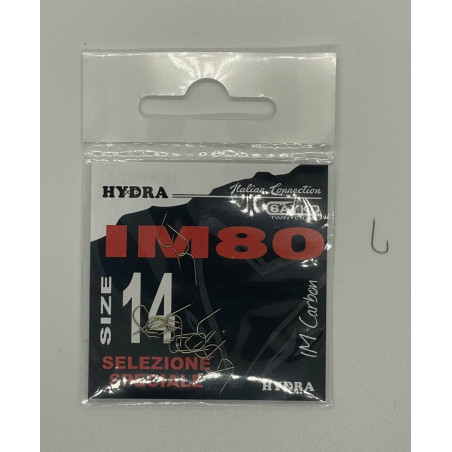 HYDRA
Italian Connection
IM80
SIZE
14
IM-Carbon
SELEZIONE
SPECIALE
HYDRA